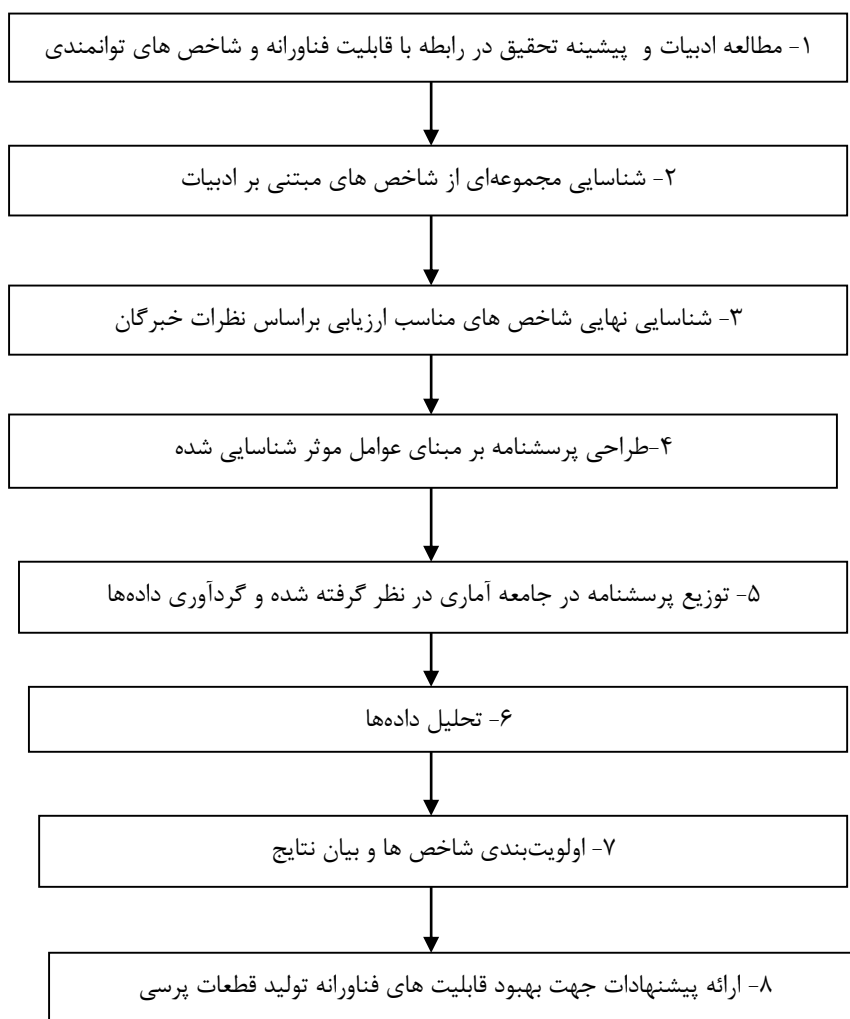 ۱- مطالعه ادبیات و پیشینه تحقیق در رابطه با قابلیت فناورانه و شاخص های توانمندی
۲- شناسایی مجموعه‌ای از شاخص های مبتنی بر ادبیات
۳- شناسایی نهایی شاخص های مناسب ارزیابی براساس نظرات خبرگان
۴-طراحی پرسشنامه بر مبنای عوامل موثر شناسایی شده
۵- توزیع پرسشنامه در جامعه آماری در نظر گرفته شده و گردآوری داده‌ها
۶- تحلیل داده‌ها
۷- اولویت‌بندی شاخص ها و بیان نتایج
۸- ارائه پیشنهادات جهت بهبود قابلیت های فناورانه تولید قطعات پرسی